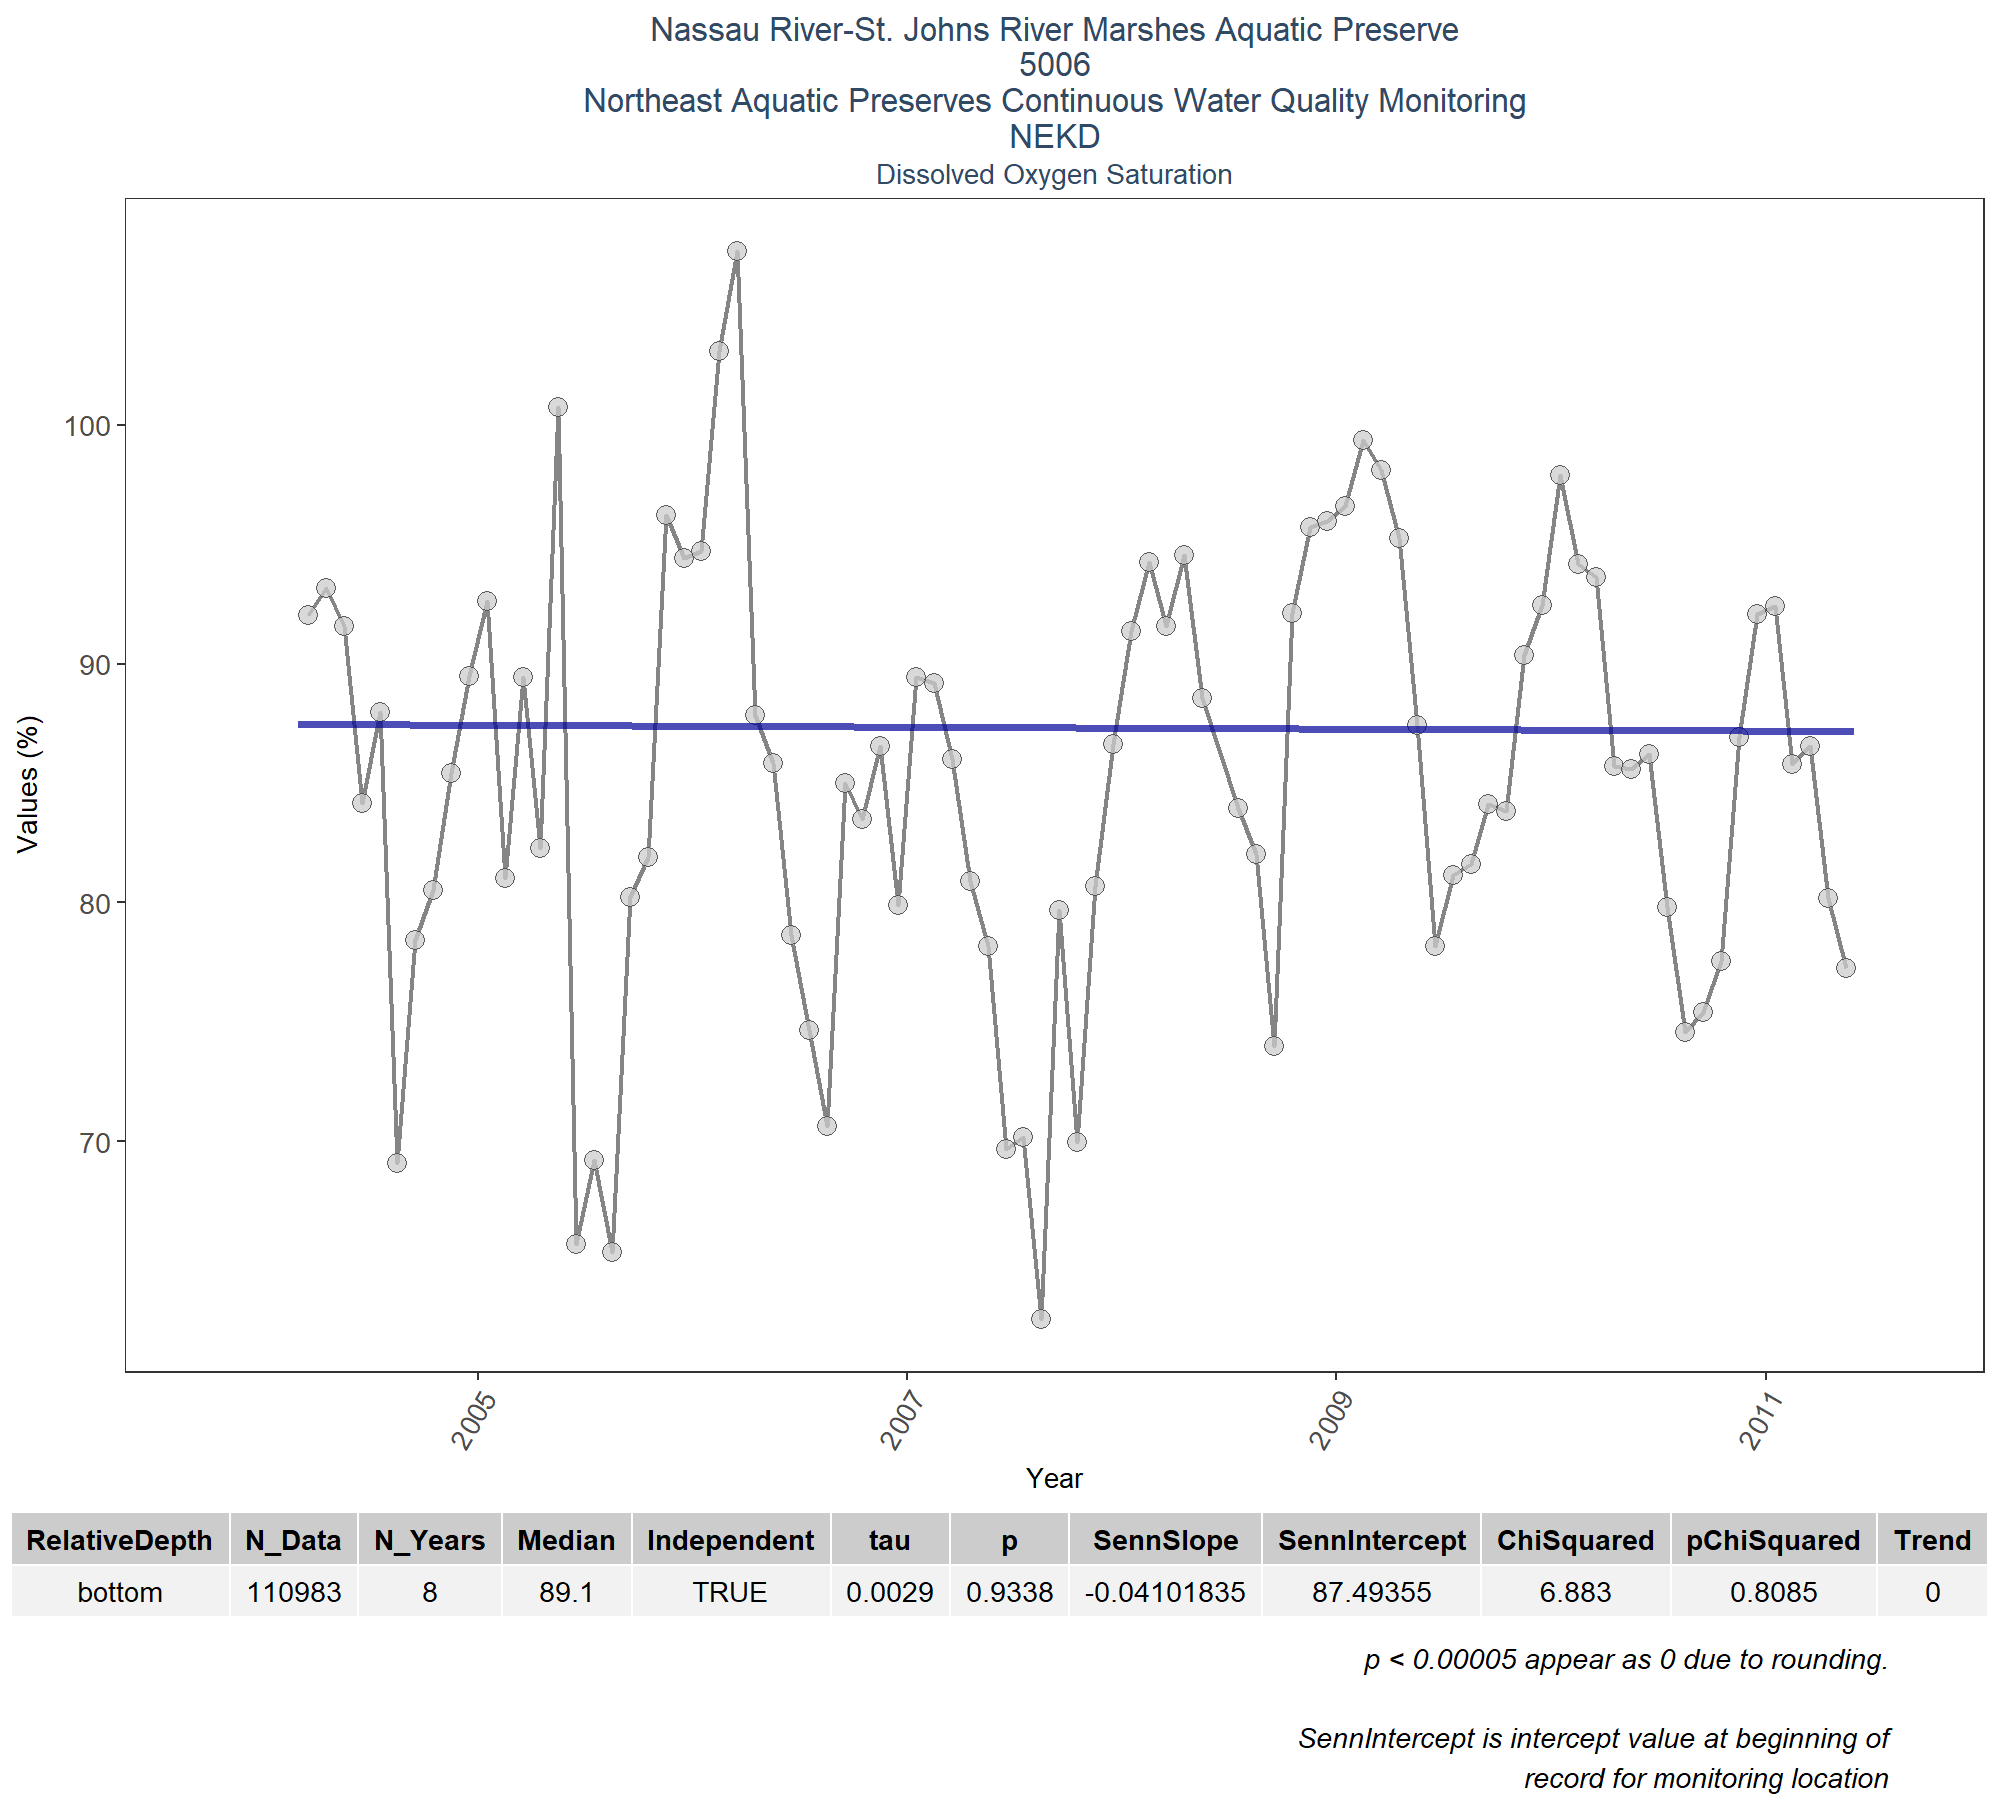 Nassau River-St. Johns River Marshes Aquatic Preserve
5006
Northeast Aquatic Preserves Continuous Water Quality Monitoring
NEKD
Dissolved Oxygen Saturation
Values (%)
100
90
80
70
2005
2007
2009
2011
Year
RelativeDepth N_Data N_Years Median Independent tau p SennSlope SennIntercept ChiSquared pChiSquared Trend
bottom 110983 8 89.1 TRUE 0.0029 0.9338 -0.04101835 87.49355 6.883 0.8085 0
p < 0.00005 appear as 0 due to rounding.
SennIntercept is intercept value at beginning of
record for monitoring location